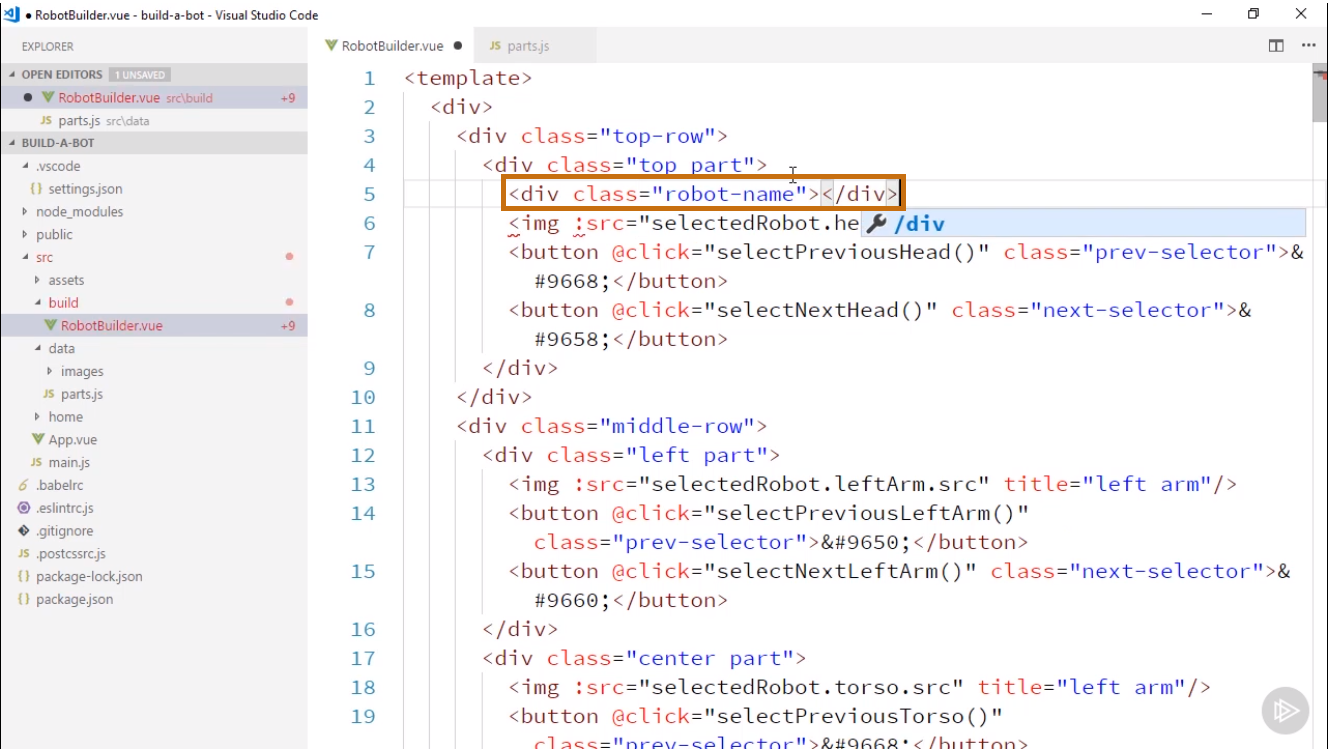 RobotBuilder.vue - build-a-bot - Visual Studio Code
EXPLORER
OPEN EDITORS 1 UNSAVED
RobotBuilder.vue src\build +9
JS parts.js src\data
BUILD-A-BOT
.vscode
{} settings.json
node_modules
public
src
assets
build
RobotBuilder.vue +9
data
images
JS parts.js
home
App.vue
JS main.js
.babelrc
.eslintrc.js
.gitignore
JS .postcssrc.js
{} package-lock.json
{} package.json
RobotBuilder.vue
JS parts.js
1 <template>
2 <div>
3 <div class="top-row">
4 <div class="top part">
5 <div class="robot-name"></div>
6 <img :src="selectedRobot.he
/div
7 <button @click="selectPreviousHead()" class="prev-selector">&
#9668;</button>
8 <button @click="selectNextHead()" class="next-selector">&
#9658;</button>
9 </div>
10 </div>
11 <div class="middle-row">
12 <div class="left part">
13 <img :src="selectedRobot.leftArm.src" title="left arm"/>
14 <button @click="selectPreviousLeftArm()"
class="prev-selector">&#9650;</button>
15 <button @click="selectNextLeftArm()" class="next-selector">&
#9660;</button>
16 </div>
17 <div class="center part">
18 <img :src="selectedRobot.torso.src" title="left arm"/>
19 <button @click="selectPreviousTorso()"
class="prev-selector">&#9668;</button>